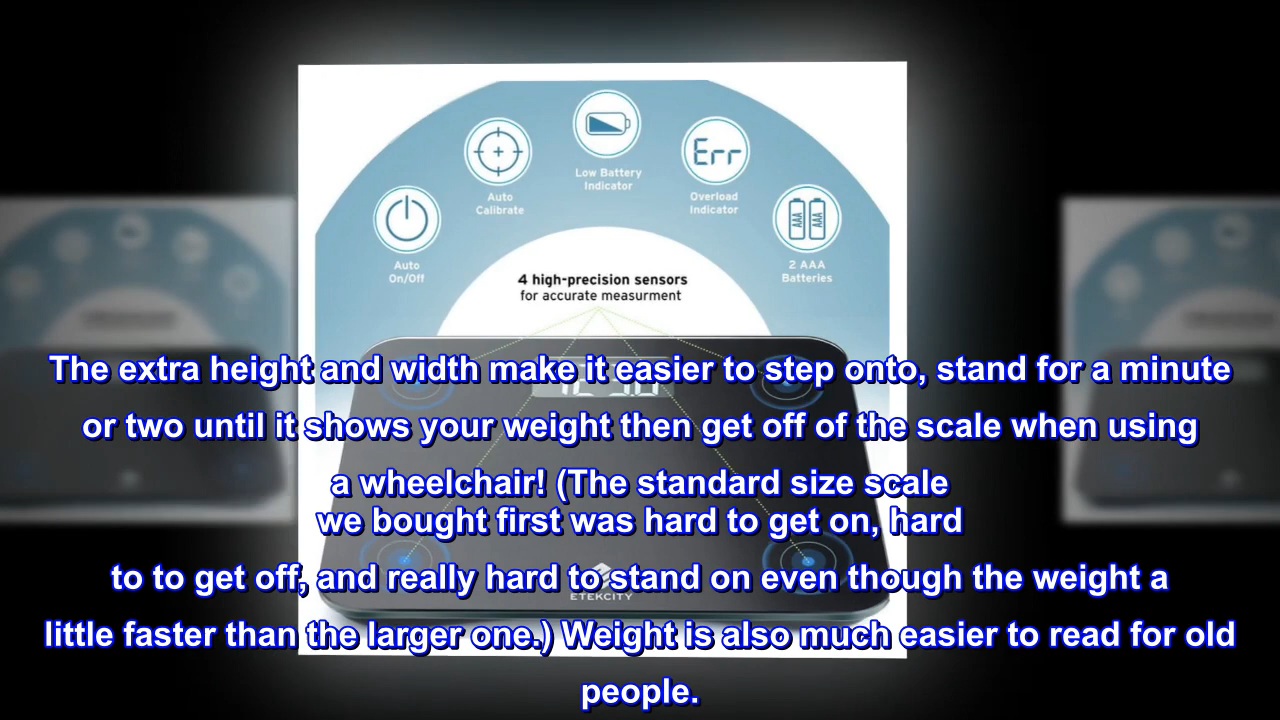 Err
Low Battery
Indicator
Auto
Calibrate
Overload
Indicator
AAA AAA
Auto
On/Off
2 AAA
Batteries
4 high-precision sensors
for accurate measurment
The extra height and width make it easier to step onto, stand for a minute
or two until it shows your weight then get off of the scale when using
a wheelchair! (The standard size scale
we bought first was hard to get on, hard
to to get off, and really hard to stand on even though the weight a
ETEKCITY
little faster than the larger one.) Weight is also much easier to read for old
people.